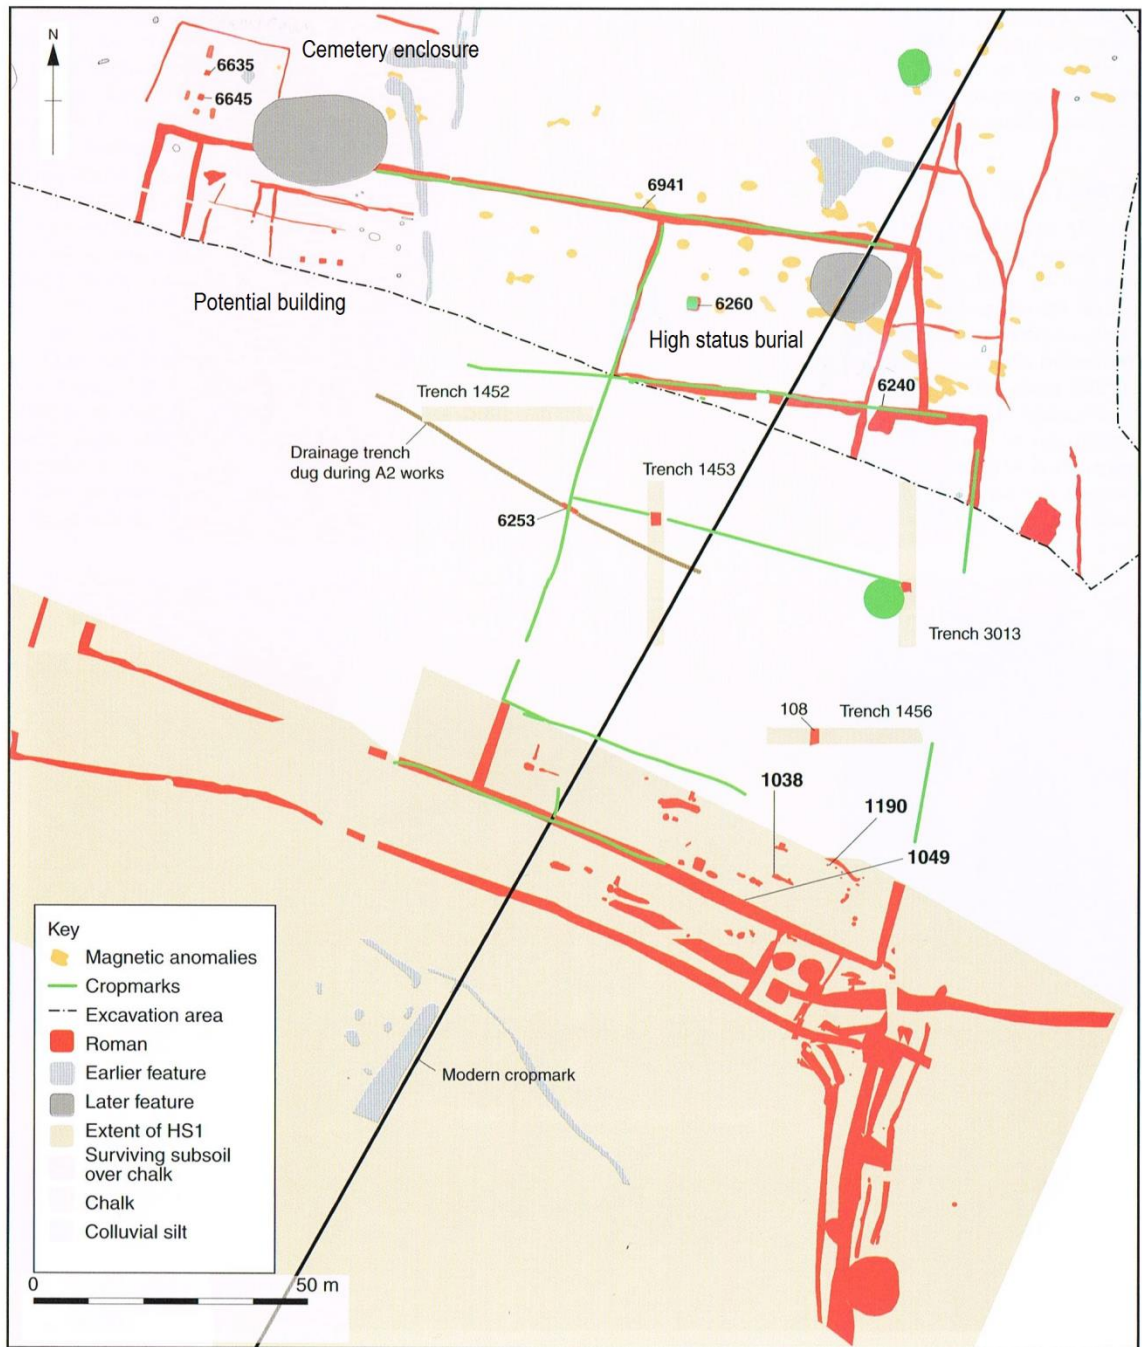 N
Cemetery enclosure
6635
6645
6941
6260
High status burial
Potential building
6240
Trench 1452
Drainage trench
dug during A2 works
Trench 1453
6253
Trench 3013
108
Trench 1456
1038
1190
1049
Key
Magnetic anomalies
Cropmarks
Excavation area
Roman
Earlier feature
Later feature
Extent of HS1
Surviving subsoil
over chalk
Chalk
Colluvial silt
Modern cropmark
0
50 m